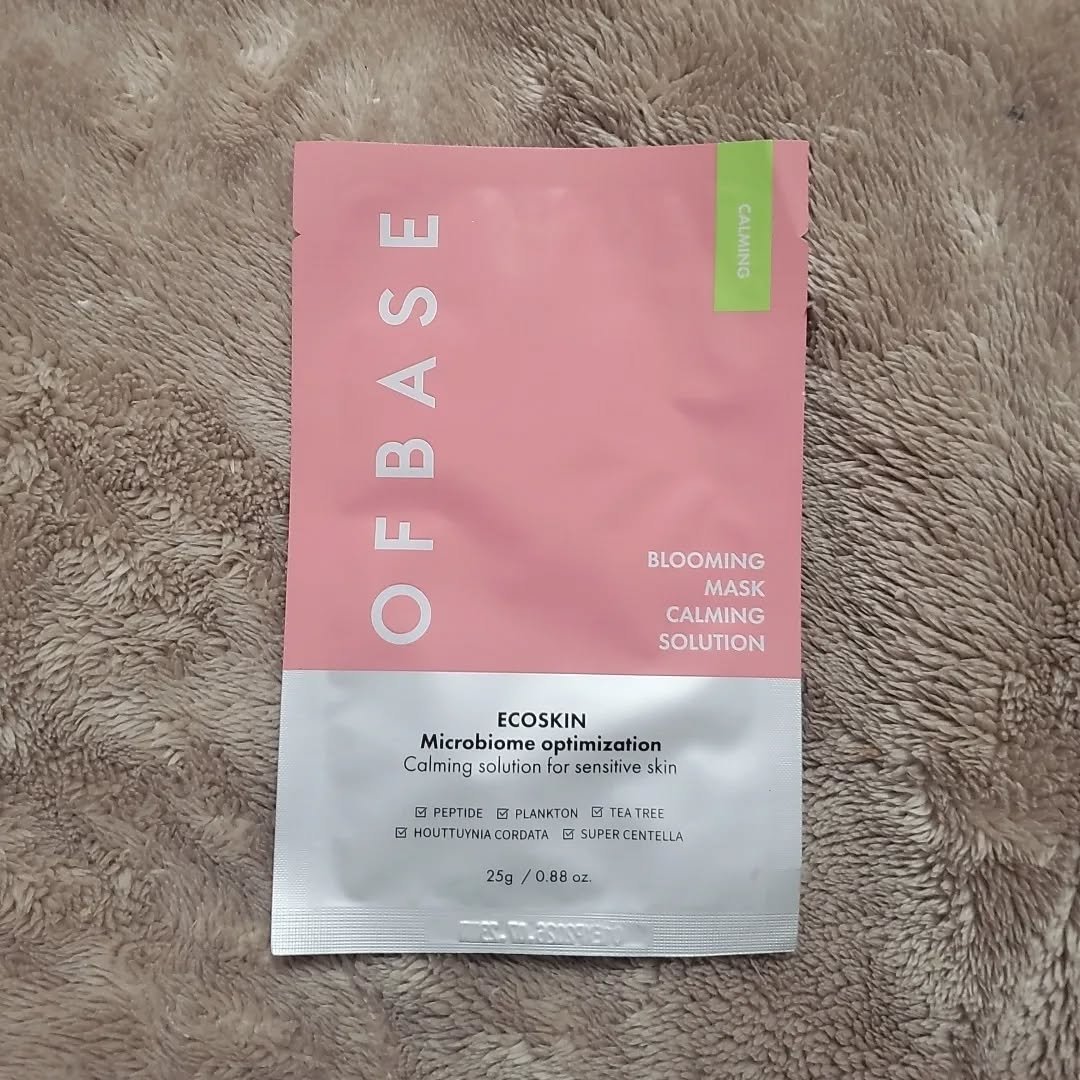 OFBASE
CALMING
BLOOMING
MASK
CALMING
SOLUTION
ECOSKIN
Microbiome optimization
Calming solution for sensitive skin
☑ PEPTIDE ☑ PLANKTON ☑ TEA TREE
☑ HOUTTUYNIA CORDATA ☑ SUPER CENTELLA
25g / 0.88 oz.